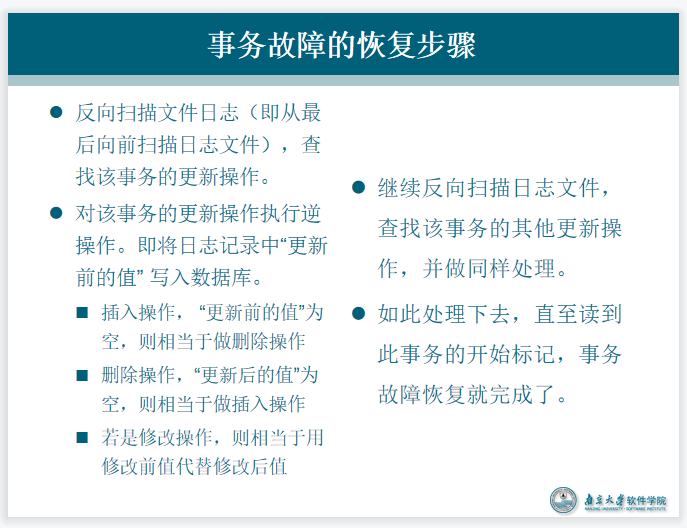 事务故障的恢复步骤
反向扫描文件日志（即从最
后向前扫描日志文件），查
找该事务的更新操作。
对该事务的更新操作执行逆
操作。即将日志记录中“更新
前的值” 写入数据库。
插入操作， “更新前的值”为
空，则相当于做删除操作
删除操作，“更新后的值”为
空，则相当于做插入操作
若是修改操作，则相当于用
修改前值代替修改后值
继续反向扫描日志文件，
查找该事务的其他更新操
作，并做同样处理。
如此处理下去，直至读到
此事务的开始标记，事务
故障恢复就完成了。
南京大学软件学院
NANJING UNIVERSITY · SOFTWARE INSTITUTE